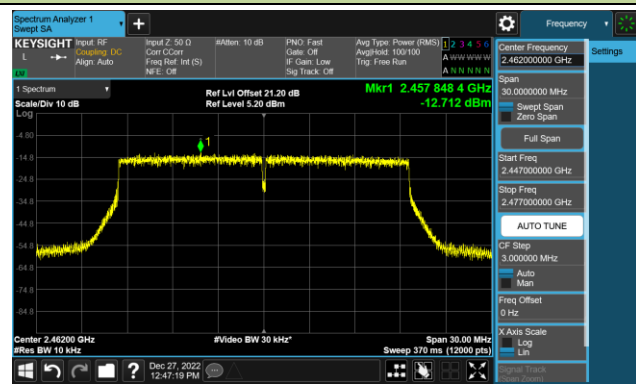 Spectrum Analyzer 1
Swept SA
Frequency
KEYSIGHT
L
Input: RF
Coupling: DC
Align: Auto
Input Z: 50 Ω
Corr CCorr
Freq Ref: Int (S)
NFE: Off
#Atten: 10 dB
PNO: Fast
Gate: Off
IF Gain: Low
Sig Track: Off
Avg Type: Power (RMS)
Avg|Hold: 100/100
Trig: Free Run
1 2 3 4 5 6
A W W W W W
A N N N N N
Center Frequency
2.462000000 GHz
Settings
Span
30.0000000 MHz
Swept Span
Zero Span
Full Span
Start Freq
2.447000000 GHz
Stop Freq
2.477000000 GHz
AUTO TUNE
CF Step
3.000000 MHz
Auto
Man
Freq Offset
0 Hz
X Axis Scale
Log
Lin
Signal Track
(Span Zoom)
1 Spectrum
Scale/Div 10 dB
Log
Ref Lvl Offset 21.20 dB
Ref Level 5.20 dBm
Mkr1 2.457 848 4 GHz
-12.712 dBm
1
-4.80
-14.8
-24.8
-34.8
-44.8
-54.8
-64.8
-74.8
-84.8
Center 2.46200 GHz
#Res BW 10 kHz
#Video BW 30 kHz*
Span 30.00 MHz
Sweep 370 ms (12000 pts)
Dec 27, 2022
12:47:19 PM